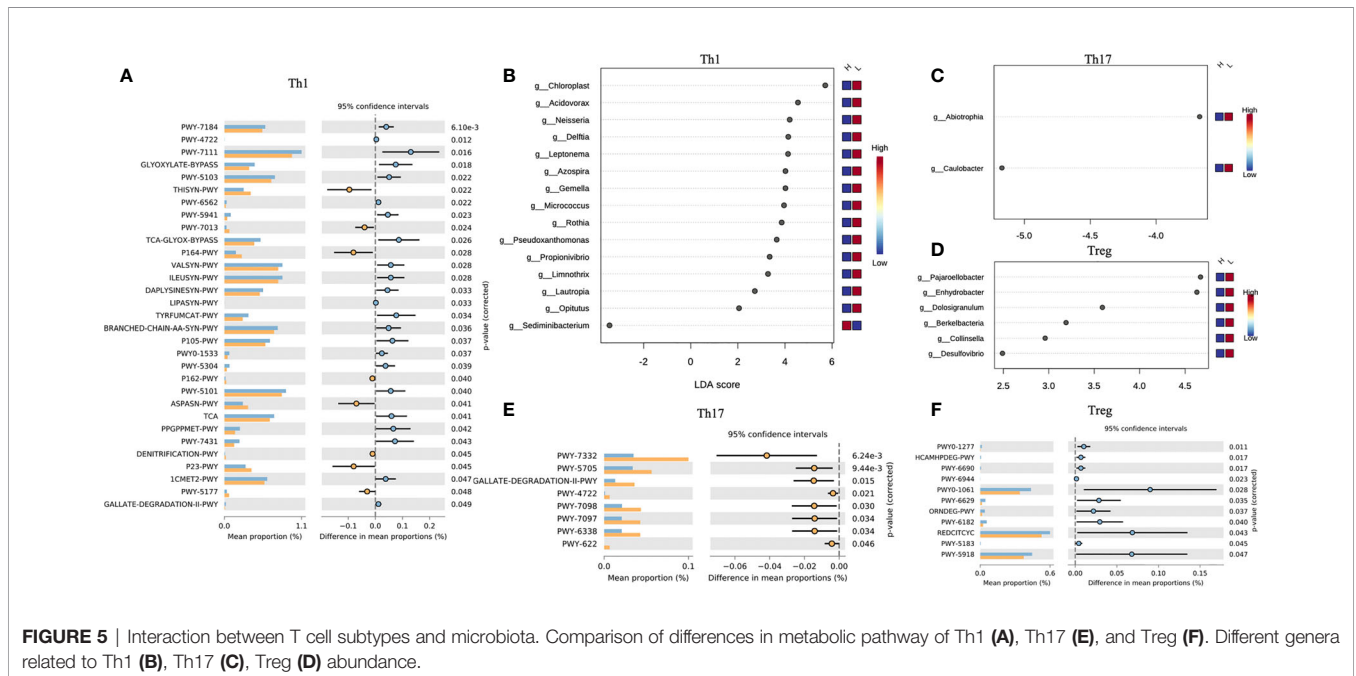 A
Th1
95% confidence intervals
PWY-7184 6.10e-3
PWY-4722 0.012
PWY-7111 0.016
GLYOXYLATE-BYPASS 0.018
PWY-5103 0.022
THISYN-PWY 0.022
PWY-6562 0.022
PWY-5941 0.023
PWY-7013 0.024
TCA-GLYOX-BYPASS 0.026
P164-PWY 0.028
VALSYN-PWY 0.028
ILEUSYN-PWY 0.028
DAPLYSINESYN-PWY 0.033
LIPASYN-PWY 0.033
TYRFUMCAT-PWY 0.034
BRANCHED-CHAIN-AA-SYN-PWY 0.036
P105-PWY 0.037
PWY0-1533 0.037
PWY-5304 0.039
P162-PWY 0.040
PWY-5101 0.040
ASPASN-PWY 0.041
TCA 0.041
PPGPPMET-PWY 0.042
PWY-7431 0.043
DENITRIFICATION-PWY 0.045
P23-PWY 0.045
1CMET2-PWY 0.047
PWY-5177 0.048
GALLATE-DEGRADATION-II-PWY 0.049
p-value (corrected)
0.0 1.1 −0.1 0.0 0.1 0.2
Mean proportion (%) Difference in mean proportions (%)
B
Th1
H L
g__Chloroplast
g__Acidovorax
g__Neisseria
g__Delftia
g__Leptonema
g__Azospira
g__Gemella
g__Micrococcus
g__Rothia
g__Pseudoxanthomonas
g__Propionivibrio
g__Limnothrix
g__Lautropia
g__Opitutus
g__Sediminibacterium
High
Low
-2 0 2 4 6
LDA score
C
Th17
H L
g__Abiotrophia
g__Caulobacter
High
Low
-5.0 -4.0
D
Treg
H L
g__Pajaroellobacter
g__Enhydrobacter
g__Dolosigranulum
g__Berkelbacteria
g__Collinsella
g__Desulfovibrio
High
Low
2.5 3.0 3.5 4.0 4.5
E
Th17
95% confidence intervals
PWY-7332 6.24e-3
PWY-5705 9.44e-3
GALLATE-DEGRADATION-II-PWY 0.015
PWY-4722 0.021
PWY-7098 0.030
PWY-7097 0.034
PWY-6338 0.034
PWY-622 0.046
p-value (corrected)
0.0 0.1 −0.06 −0.04 −0.02 0.00
Mean proportion (%) Difference in mean proportions (%)
F
Treg
95% confidence intervals
PWY0-1277 0.011
HCAMHPDEG-PWY 0.017
PWY-6690 0.017
PWY-6944 0.023
PWY0-1061 0.028
PWY-6629 0.035
ORNDEG-PWY 0.037
PWY-6182 0.040
REDCITCYC 0.043
PWY-5183 0.045
PWY-5918 0.047
p-value (corrected)
0.0 0.6 0.00 0.05 0.10 0.15
Mean proportion (%) Difference in mean proportions (%)
FIGURE 5 | Interaction between T cell subtypes and microbiota. Comparison of differences in metabolic pathway of Th1 (A), Th17 (E), and Treg (F). Different genera
related to Th1 (B), Th17 (C), Treg (D) abundance.